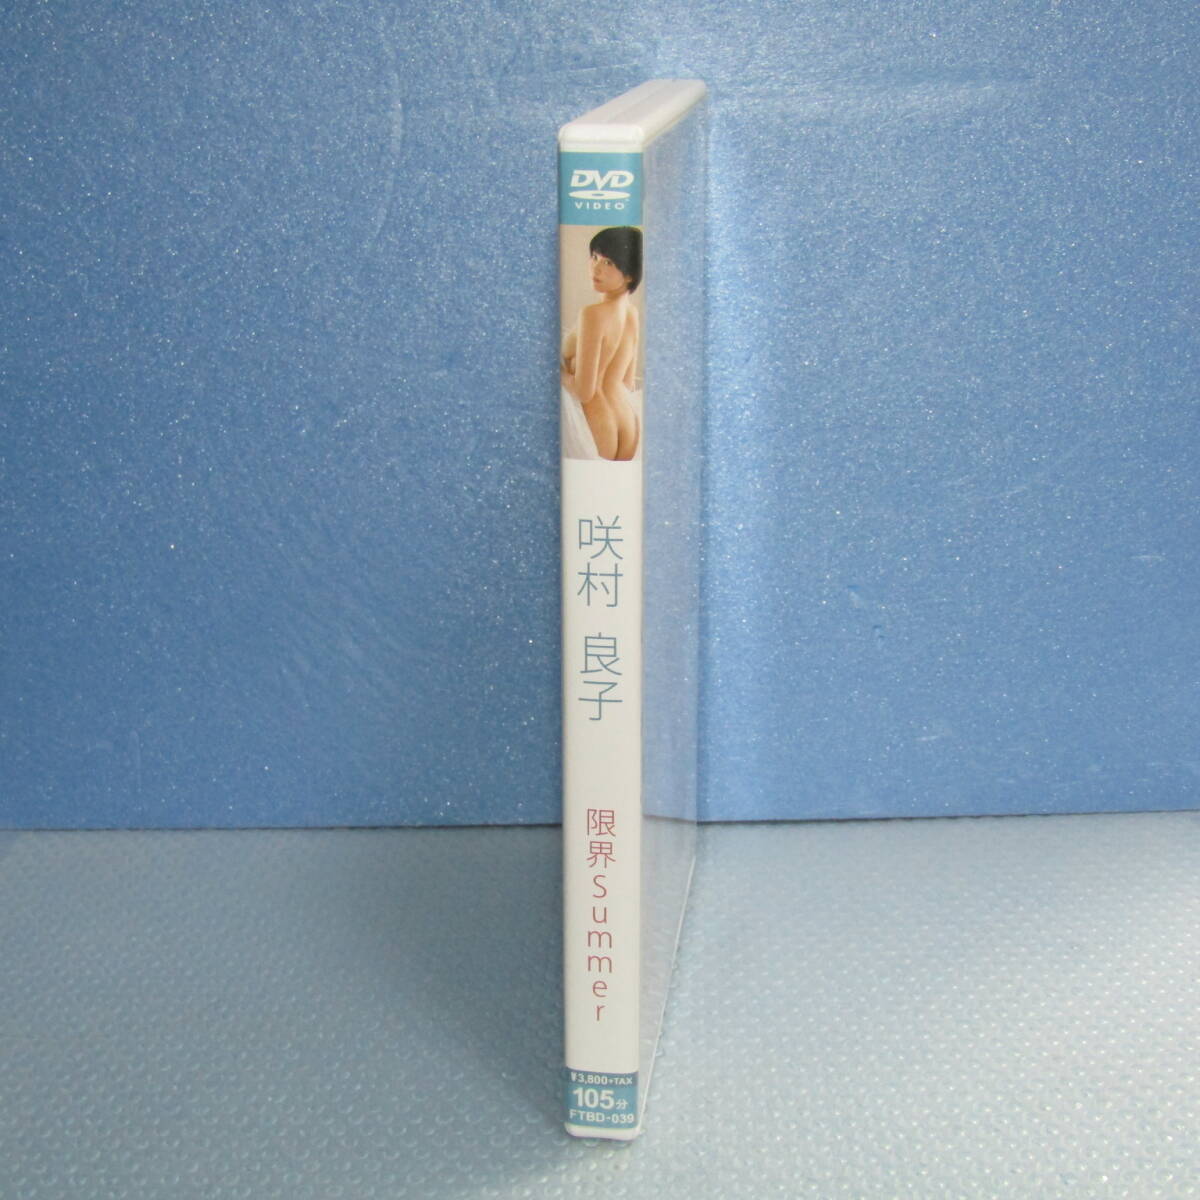 DVD
VIDEO
咲村 良子
限界Summer
¥3,800+TAX
105分
FTBD-039